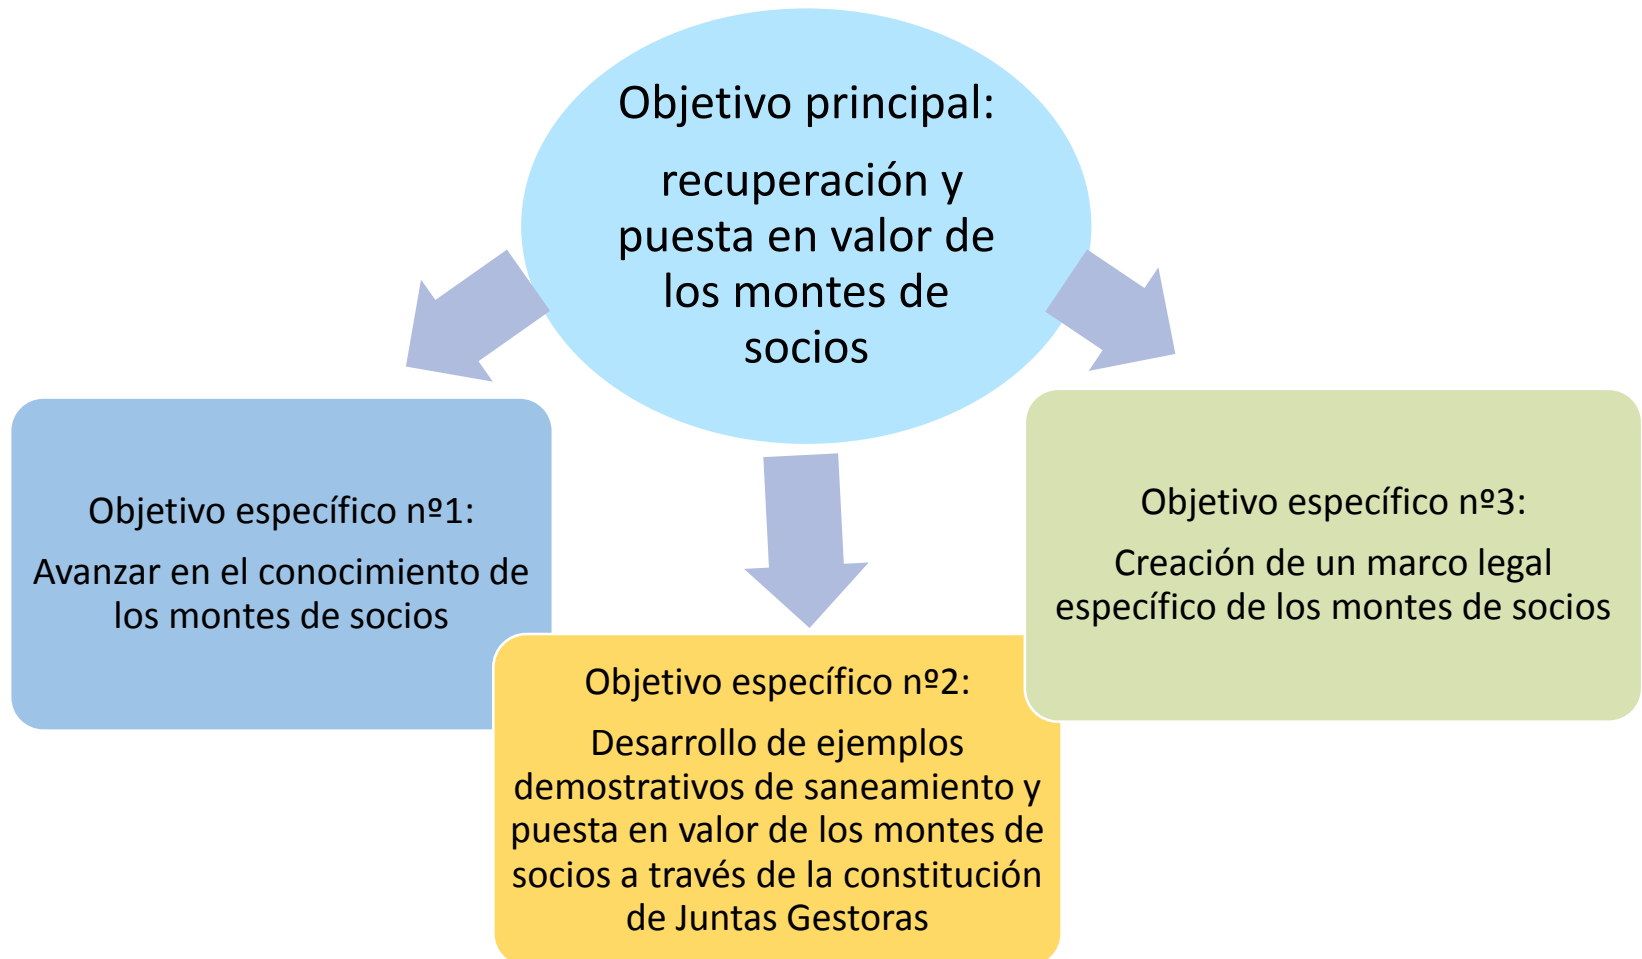 Objetivo principal:
recuperación y
puesta en valor de
los montes de
socios
Objetivo específico nº1:
Avanzar en el conocimiento de
los montes de socios
Objetivo específico nº2:
Desarrollo de ejemplos
demostrativos de saneamiento y
puesta en valor de los montes de
socios a través de la constitución
de Juntas Gestoras
Objetivo específico nº3:
Creación de un marco legal
específico de los montes de socios